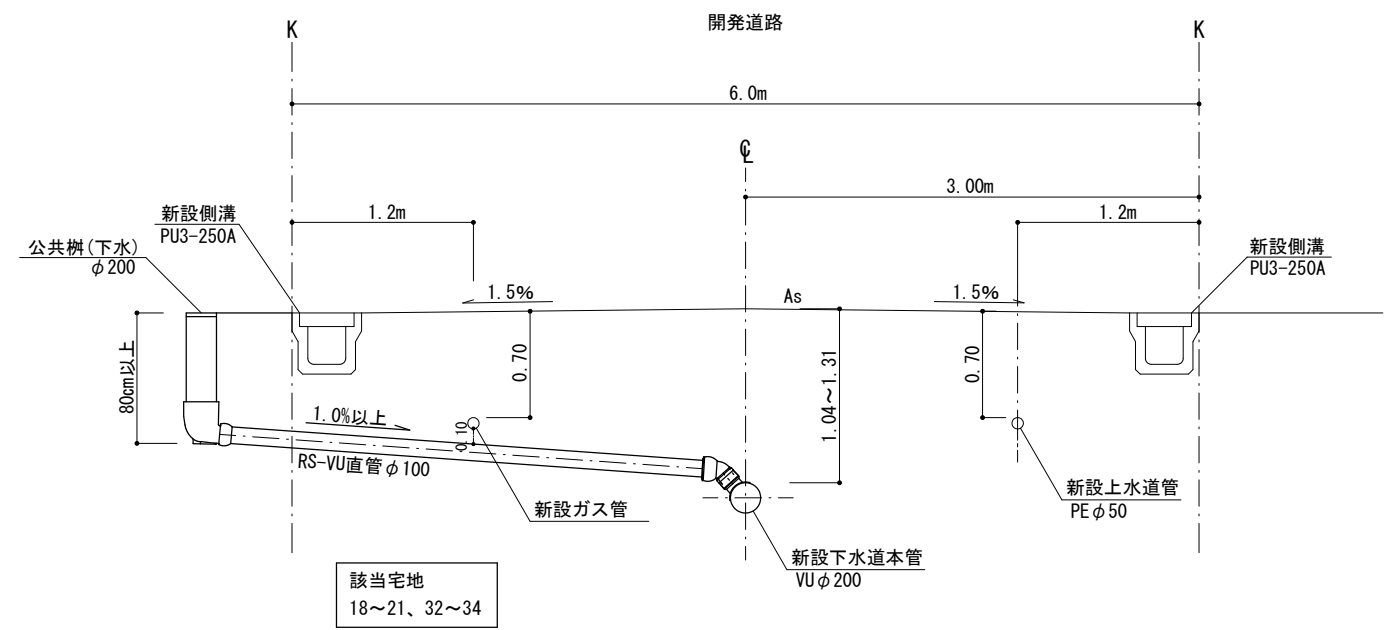 開発道路
K
K
6.0m
℄
3.00m
1.2m
1.2m
新設側溝
PU3-250A
公共桝(下水)
φ200
新設側溝
PU3-250A
1.5%
As
1.5%
80cm以上
0.70
1.04～1.31
0.70
1.0%以上
0.10
RS-VU直管φ100
新設ガス管
新設上水道管
PEφ50
新設下水道本管
VUφ200
該当宅地
18～21、32～34